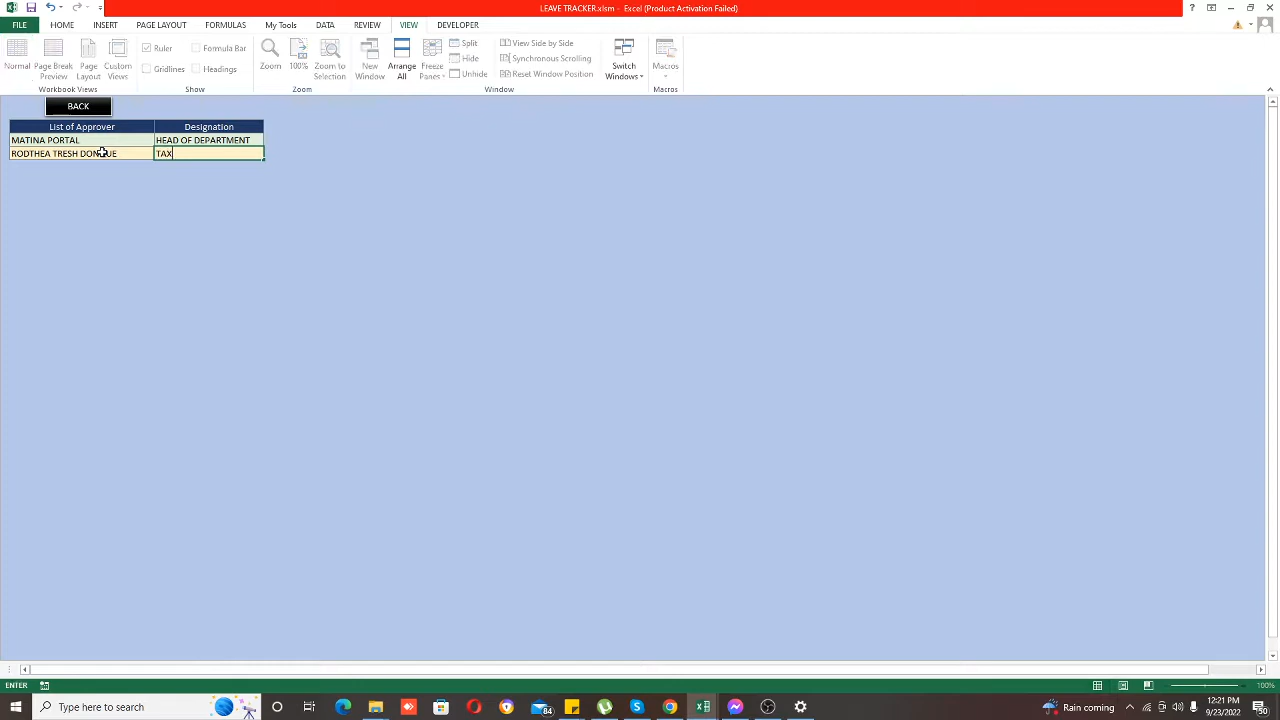 LEAVE TRACKER.xlsm - Excel (Product Activation Failed)
FILE HOME INSERT PAGE LAYOUT FORMULAS My Tools DATA REVIEW VIEW DEVELOPER
Normal
Page Break
Preview
Page
Layout
Custom
Views
Workbook Views
Ruler
Formula Bar
Gridlines
Headings
Show
Zoom
100%
Zoom to
Selection
Zoom
New
Window
Arrange
All
Freeze
Panes
Split
Hide
Unhide
View Side by Side
Synchronous Scrolling
Reset Window Position
Window
Switch
Windows
Macros
Macros
BACK
List of Approver Designation
MATINA PORTAL HEAD OF DEPARTMENT
RODTHEA TRESH TAX
ENTER
100%
Type here to search
84
Rain coming
12:21 PM
9/23/2022